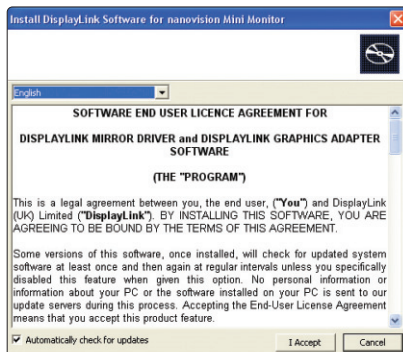 Install DisplayLink Software for nanovision Mini Monitor
English
SOFTWARE END USER LICENCE AGREEMENT FOR
DISPLAYLINK MIRROR DRIVER and DISPLAYLINK GRAPHICS ADAPTER
SOFTWARE
(THE "PROGRAM")
This is a legal agreement between you, the end user, ("You") and DisplayLink
(UK) Limited ("DisplayLink"). BY INSTALLING THIS SOFTWARE, YOU ARE
AGREEING TO BE BOUND BY THE TERMS OF THIS AGREEMENT.
Some versions of this software, once installed, will check for updated system
software at least once and then again at regular intervals unless you specifically
disabled this feature when given this option. No personal information or
information about your PC or the software installed on your PC is sent to our
update servers during this process. Accepting the End-User License Agreement
means that you accept this product feature.
Automatically check for updates
I Accept
Cancel